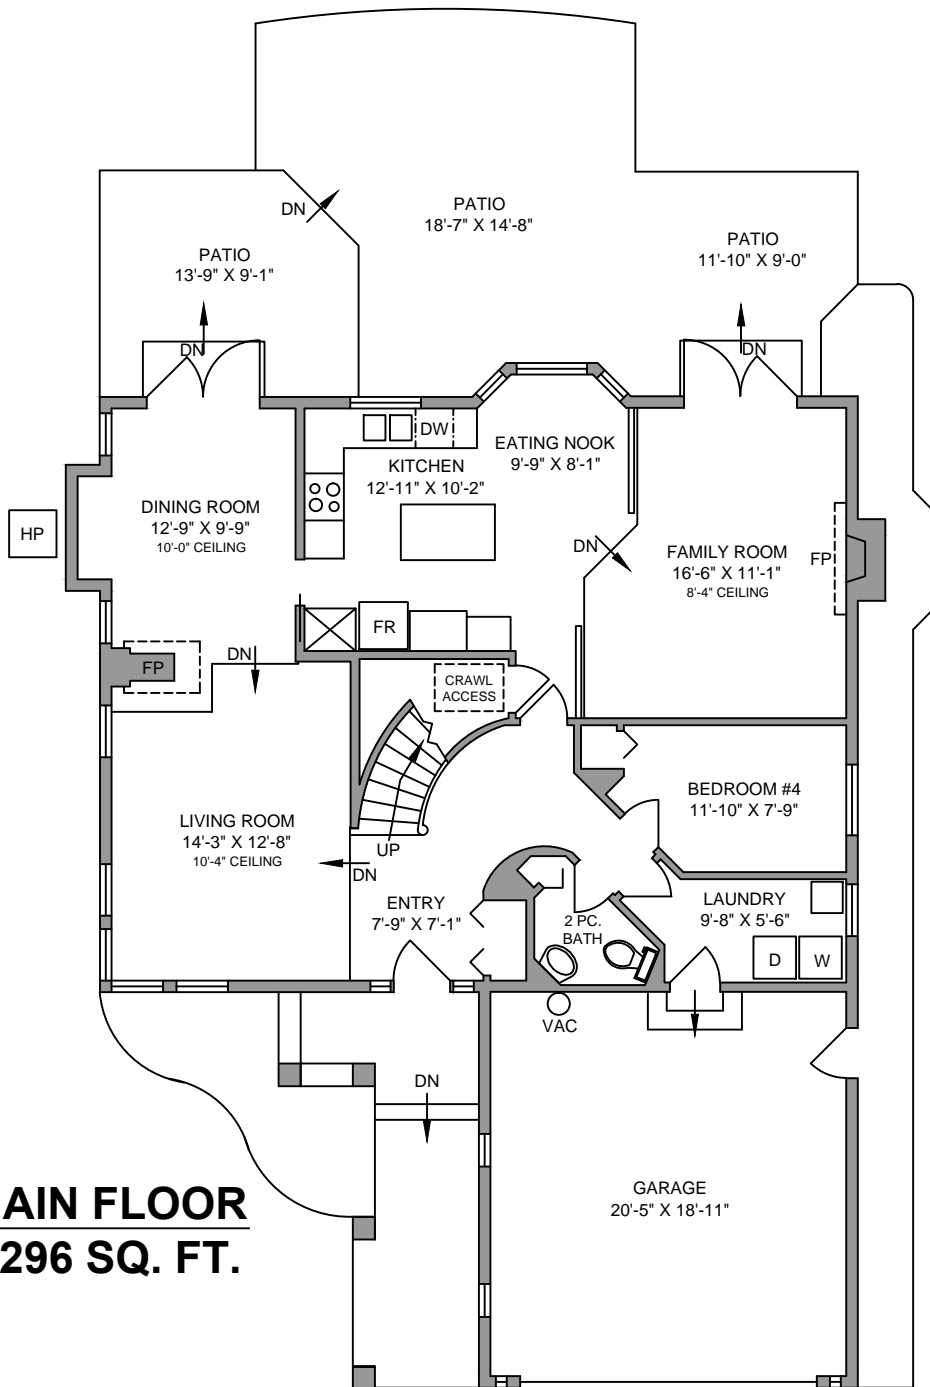 PATIO
18'-7" X 14'-8"
DN
PATIO
13'-9" X 9'-1"
PATIO
11'-10" X 9'-0"
DN
DN
DW
EATING NOOK
9'-9" X 8'-1"
KITCHEN
12'-11" X 10'-2"
DINING ROOM
12'-9" X 9'-9"
10'-0" CEILING
HP
DN
FAMILY ROOM
16'-6" X 11'-1"
8'-4" CEILING
FP
FR
DN
FP
CRAWL
ACCESS
BEDROOM #4
11'-10" X 7'-9"
LIVING ROOM
14'-3" X 12'-8"
10'-4" CEILING
UP
DN
ENTRY
7'-9" X 7'-1"
2 PC.
BATH
LAUNDRY
9'-8" X 5'-6"
D
W
VAC
DN
GARAGE
20'-5" X 18'-11"
AIN FLOOR
296 SQ. FT.